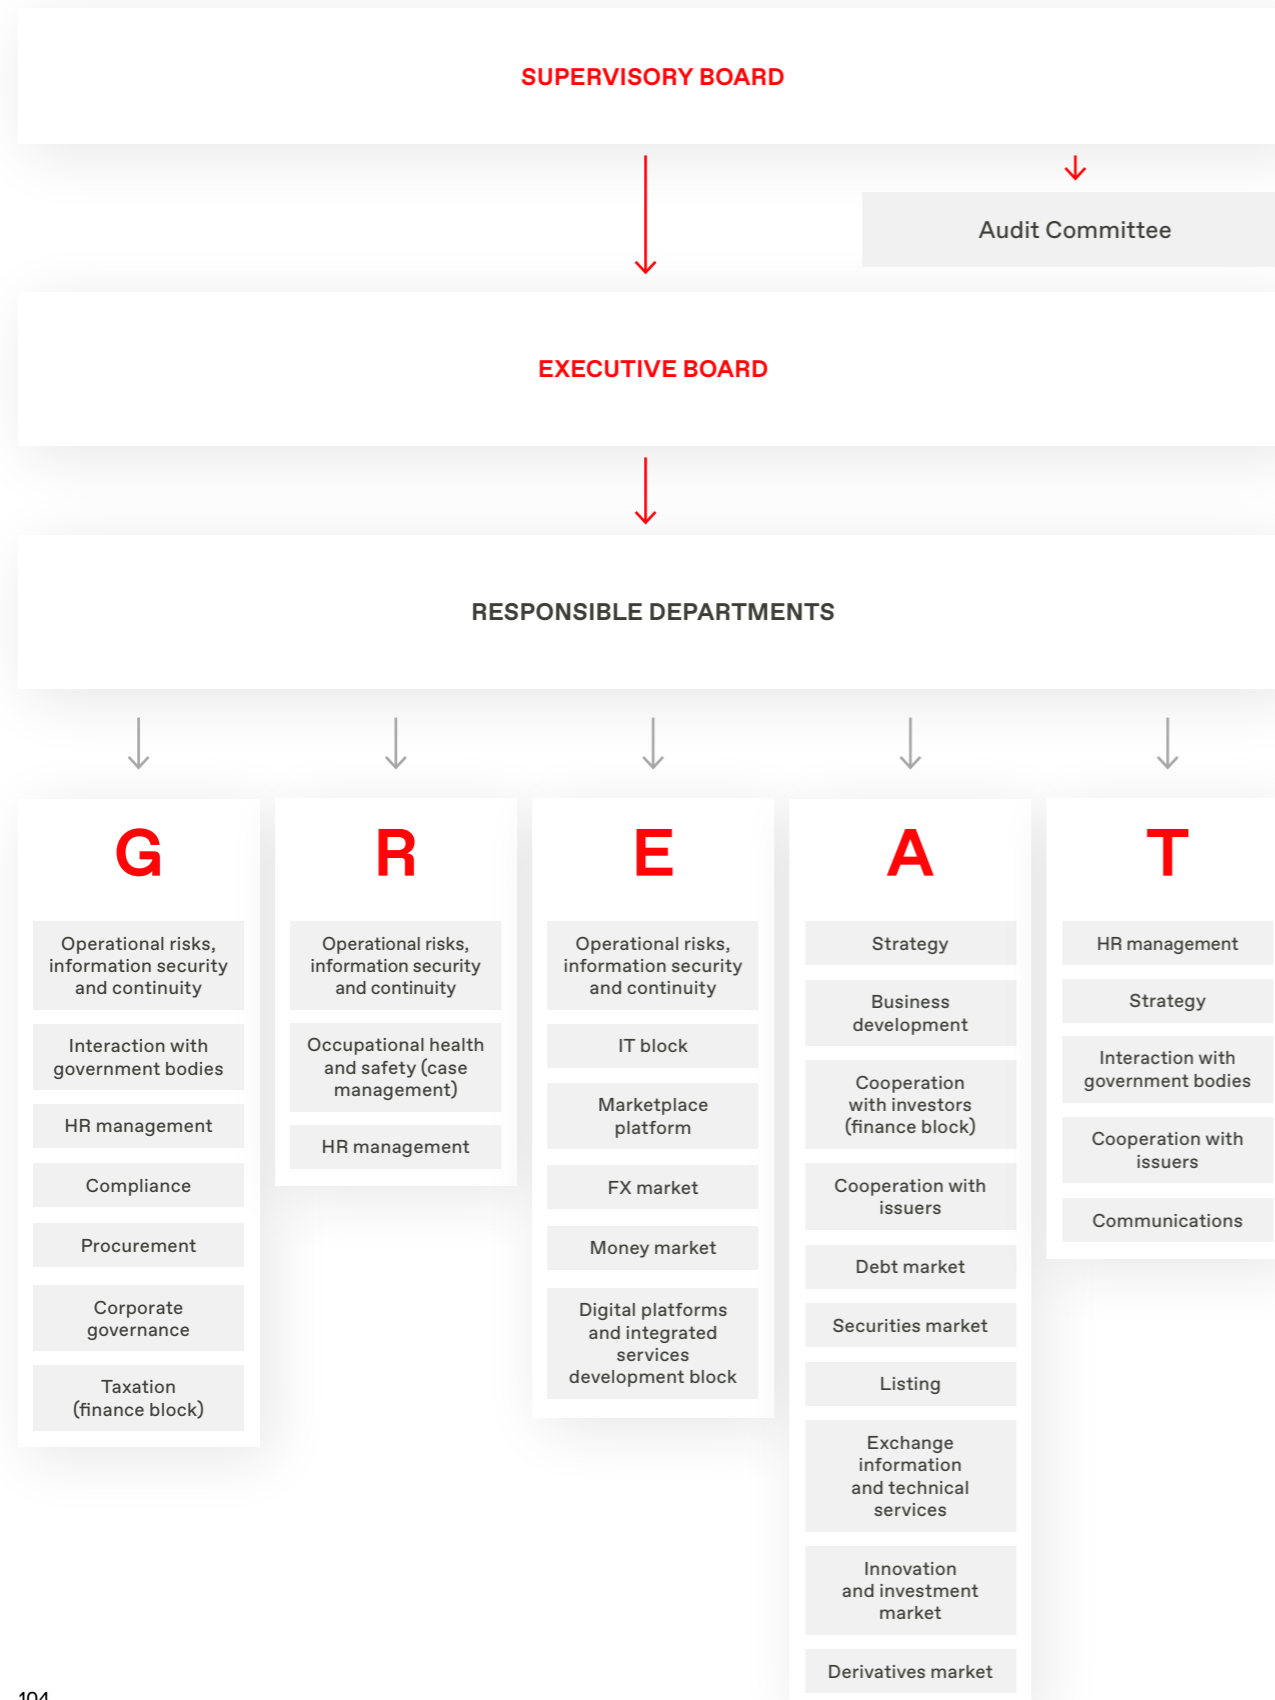 SUPERVISORY BOARD
Audit Committee
EXECUTIVE BOARD
RESPONSIBLE DEPARTMENTS
G
Operational risks,
information security
and continuity
Interaction with
government bodies
HR management
Compliance
Procurement
Corporate
governance
Taxation
(finance block)
R
Operational risks,
information security
and continuity
Occupational health
and safety (case
management)
HR management
E
Operational risks,
information security
and continuity
IT block
Marketplace
platform
FX market
Money market
Digital platforms
and integrated
services
development block
A
Strategy
Business
development
Cooperation
with investors
(finance block)
Cooperation with
issuers
Debt market
Securities market
Listing
Exchange
information
and technical
services
Innovation
and investment
market
Derivatives market
T
HR management
Strategy
Interaction with
government bodies
Cooperation with
issuers
Communications
104